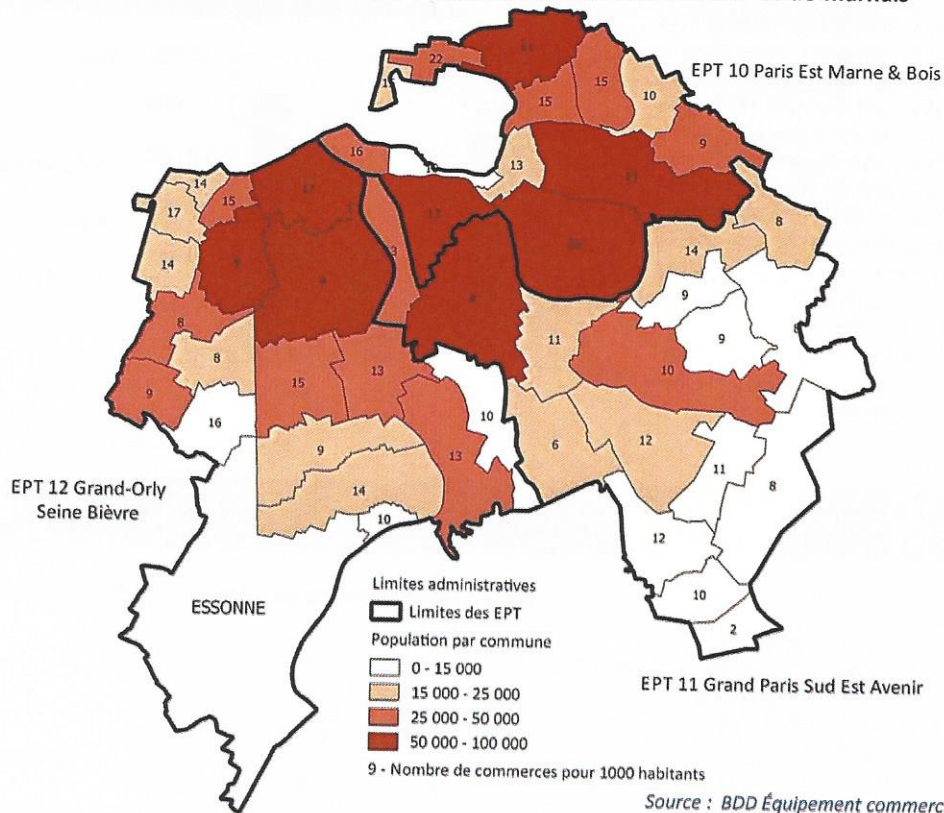 EPT 10 Paris Est Marne & Bois
22
15
15
10
9
16
13
14
15
17
14
8
14
9
3
8
11
9
8
10
9
15
13
16
10
6
12
11
8
9
13
14
12
10
10
2
EPT 12 Grand-Orly
Seine Bièvre
ESSONNE
EPT 11 Grand Paris Sud Est Avenir
Limites administratives
Limites des EPT
Population par commune
0 - 15 000
15 000 - 25 000
25 000 - 50 000
50 000 - 100 000
9 - Nombre de commerces pour 1000 habitants
Source : BDD Équipement commerc